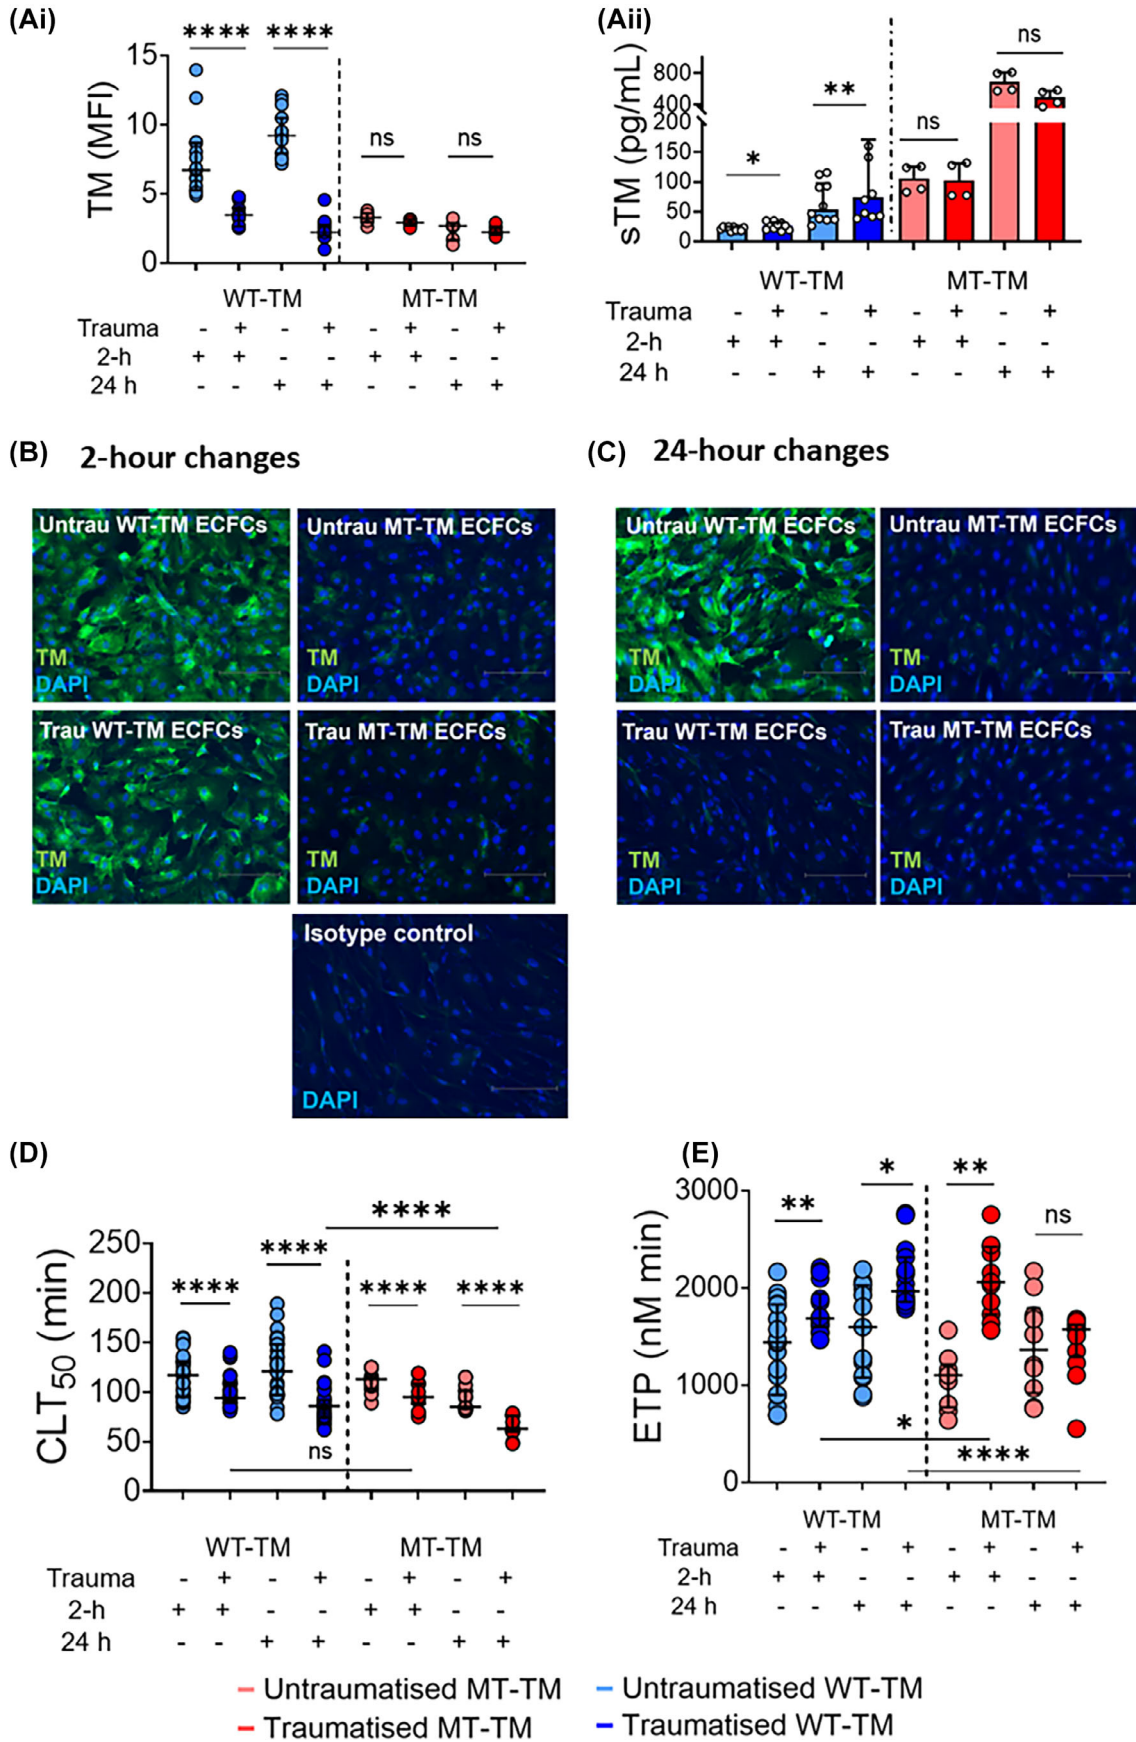 (Ai)
**** ****
15
10
5
0
TM (MFI)
ns ns
WT-TM MT-TM
Trauma - + - + - + - +
2-h + + - - + + - -
24 h - - + + - - + +
(Aii)
ns
**
ns
*
800
400
200
150
100
50
0
sTM (pg/mL)
WT-TM MT-TM
Trauma - + - + - + - +
2-h + + - - + + - -
24 h - - + + - - + +
(B) 2-hour changes
Untrau WT-TM ECFCs
TM
DAPI
Untrau MT-TM ECFCs
TM
DAPI
Trau WT-TM ECFCs
TM
DAPI
Trau MT-TM ECFCs
TM
DAPI
Isotype control
DAPI
(C) 24-hour changes
Untrau WT-TM ECFCs
TM
DAPI
Untrau MT-TM ECFCs
TM
DAPI
Trau WT-TM ECFCs
TM
DAPI
Trau MT-TM ECFCs
TM
DAPI
(D)
****
****
**** **** ****
ns
250
200
150
100
50
0
CLT50 (min)
WT-TM MT-TM
Trauma - + - + - + - +
2-h + + - - + + - -
24 h - - + + - - + +
(E)
* **
** ns
*
****
3000
2000
1000
0
ETP (nM min)
WT-TM MT-TM
Trauma - + - + - + - +
2-h + + - - + + - -
24 h - - + + - - + +
Untraumatised MT-TM Untraumatised WT-TM
Traumatised MT-TM Traumatised WT-TM